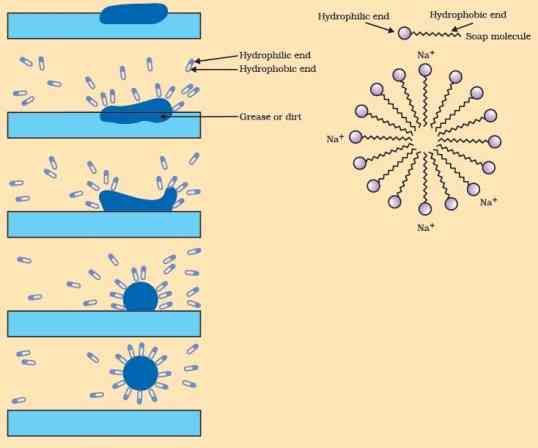 Hydrophilic end
Hydrophobic end
Soap molecule
Na+
Hydrophilic end
Hydrophobic end
Grease or dirt
Na+
Na+
Na+